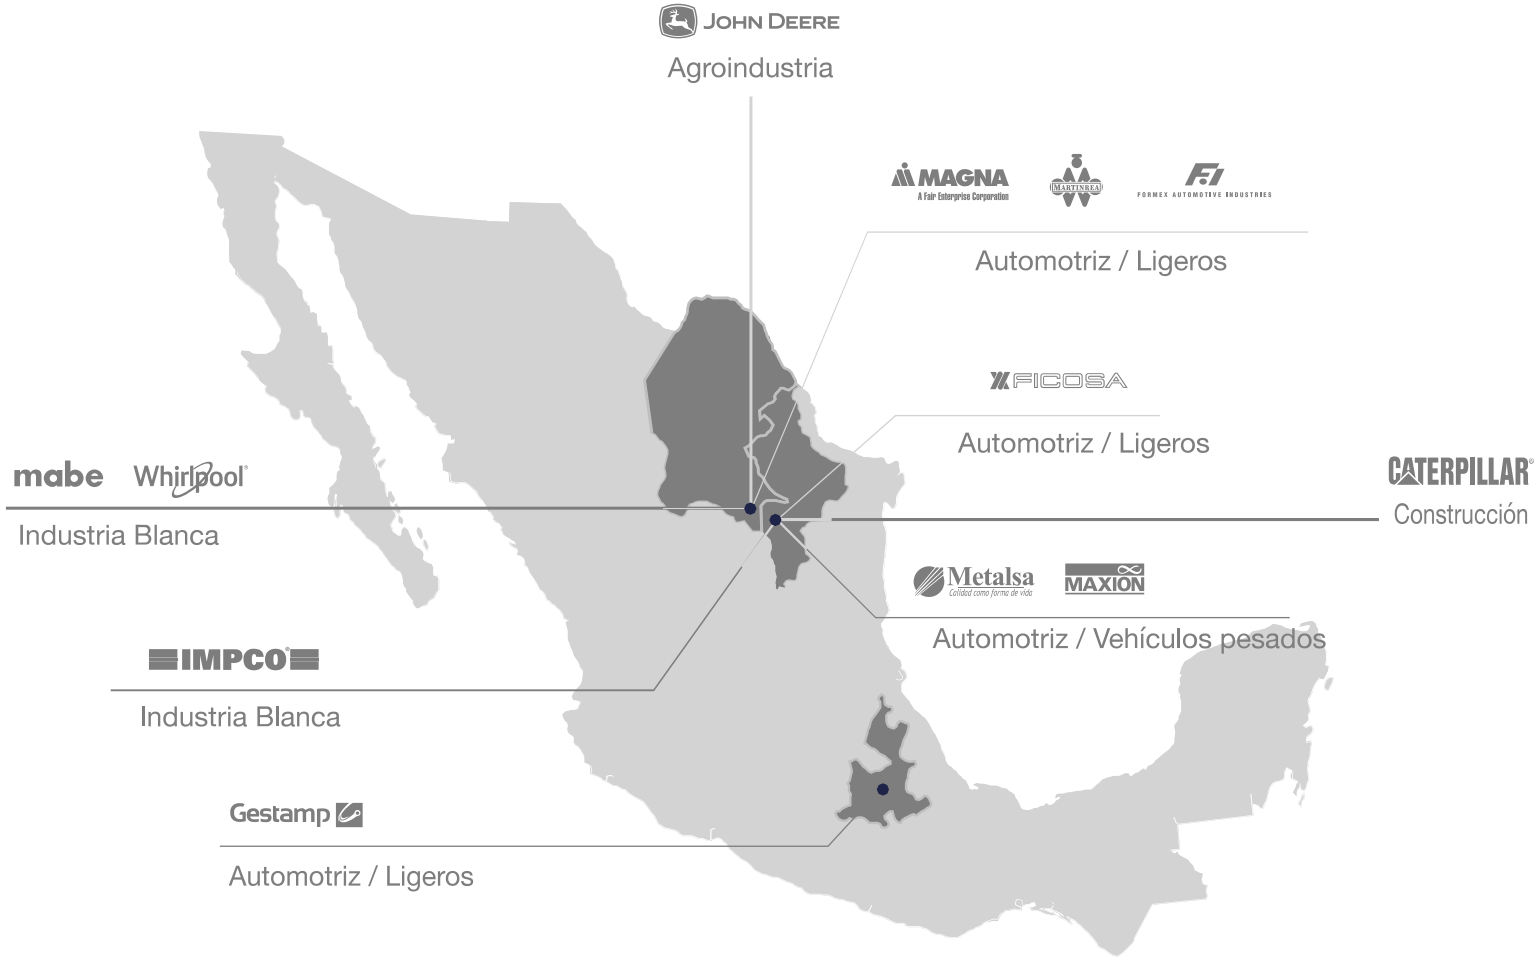 JOHN DEERE
Agroindustria
MAGNA
A Fair Enterprise Corporation
MARTINREA
FORMEX AUTOMOTIVE INDUSTRIES
Automotriz / Ligeros
FICOSA
Automotriz / Ligeros
mabe Whirlpool®
Industria Blanca
CATERPILLAR®
Construcción
Metalsa
Calidad como forma de vida
MAXION
Automotriz / Vehículos pesados
IMPCO®
Industria Blanca
Gestamp
Automotriz / Ligeros